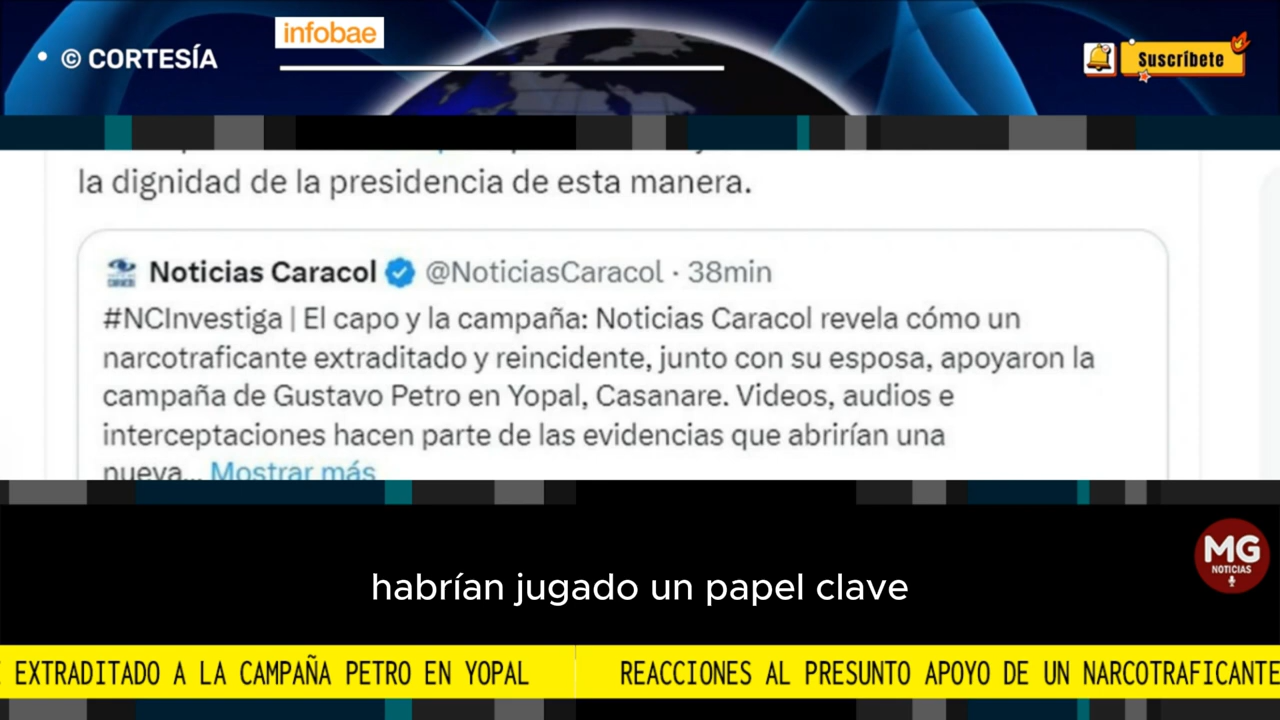 infobae
© CORTESÍA
Suscríbete
la dignidad de la presidencia de esta manera.
Noticias Caracol @NoticiasCaracol · 38min
#NCInvestiga | El capo y la campaña: Noticias Caracol revela cómo un
narcotraficante extraditado y reincidente, junto con su esposa, apoyaron la
campaña de Gustavo Petro en Yopal, Casanare. Videos, audios e
interceptaciones hacen parte de las evidencias que abrirían una
nueva... Mostrar más
MG
NOTICIAS
habrían jugado un papel clave
EXTRADITADO A LA CAMPAÑA PETRO EN YOPAL REACCIONES AL PRESUNTO APOYO DE UN NARCOTRAFICANTE